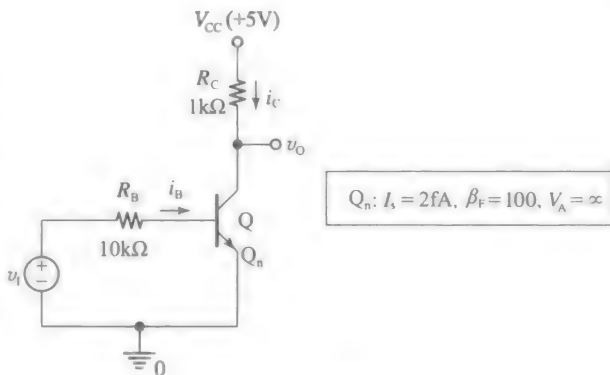 V_CC (+5V)
R_C
1kΩ
i_C
v_O
R_B
i_B
10kΩ
Q
Q_n
v_I
+
−
0
Q_n: I_s = 2fA, β_F = 100, V_A = ∝